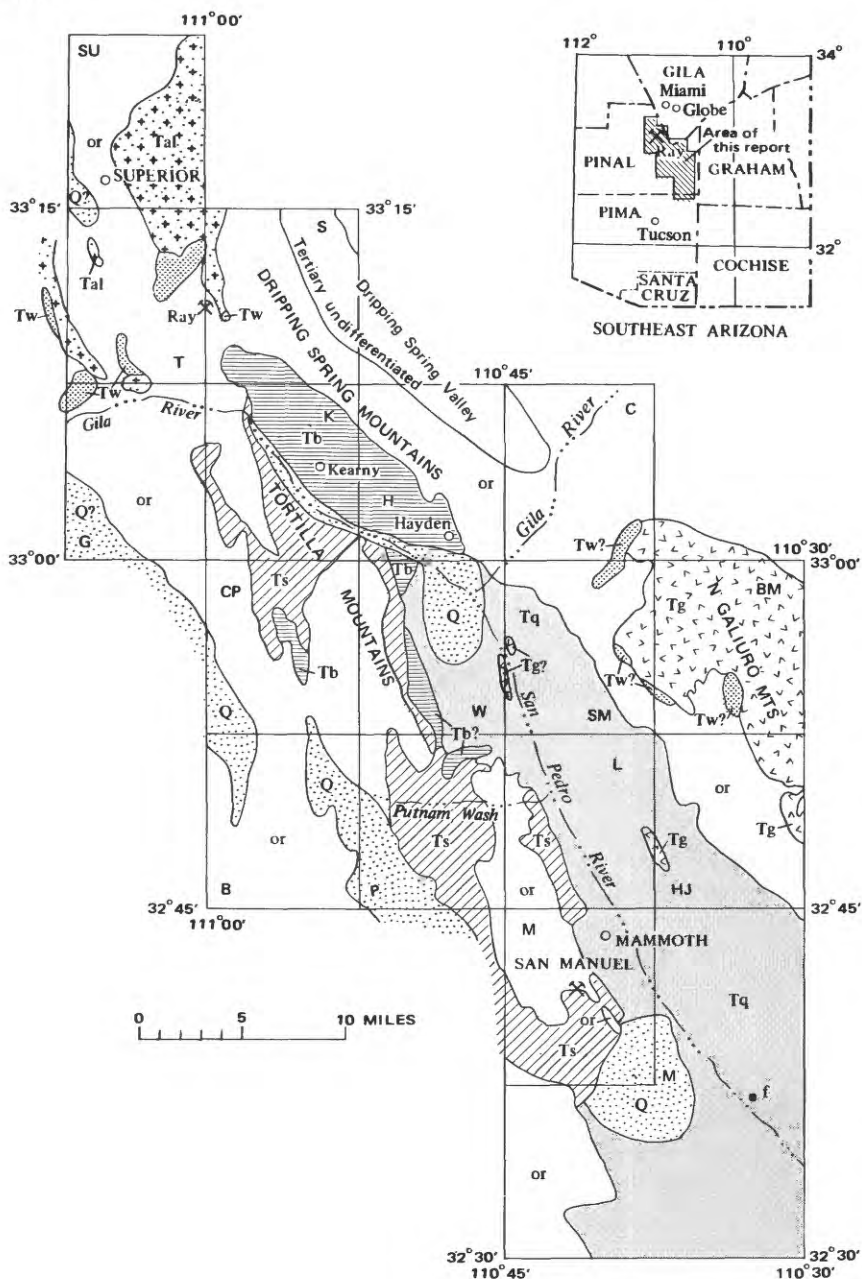 111°00'
SU
or
Tal
SUPERIOR
Q?
33°15'
33°15'
S
Tertiary undifferentiated
Dripping Spring Valley
DRIPPING SPRING MOUNTAINS
Tal
Tw
Ray
Tw
T
Tw
Gila River
112°
110°
34°
GILA
Miami
Globe
Area of
this report
Ray
PINAL
GRAHAM
PIMA
Tucson
32°
COCHISE
SANTA
CRUZ
SOUTHEAST ARIZONA
110°45'
C
K
Tb
Kearny
or
River
Gila
H
Hayden
or
Q?
G
TORTILLA
MOUNTAINS
33°00'
Tw?
110°30'
33°00'
Tb
Ts
CP
Q
Tq
Tg
BM
N GALIURO MTS
Tb
Tg?
Tw?
Tw?
San Pedro River
W
SM
Q
Tb?
L
Q
or
Putnam Wash
Ts
Ts
Tg
or
Tg
B
P
or
HJ
32°45'
111°00'
32°45'
M
MAMMOTH
SAN MANUEL
Tq
0 5 10 MILES
or
Ts
M
Q
f
or
32°30'
110°45'
32°30'
110°30'